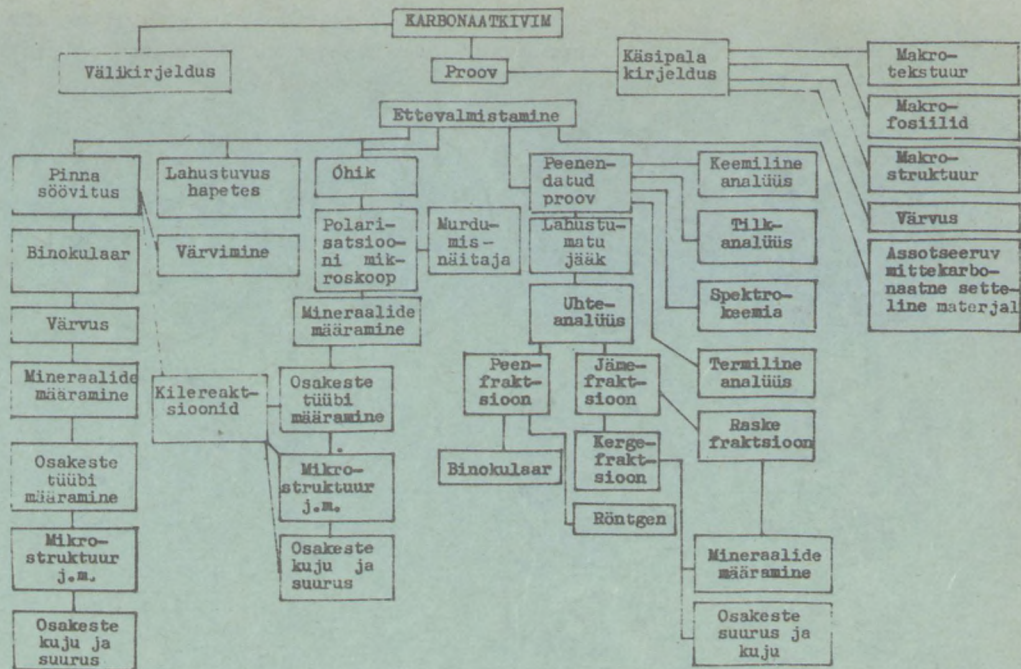 KARBONAATKIVIM
Välikirjeldus
Proov
Käsipala
kirjeldus
Makro-
tekstuur
Makro-
fosiilid
Makro-
struktuur
Värvus
Assotseeruv
mittekarbo-
naatne sette-
line materjal
Ettevalmistamine
Pinna
söövitus
Lahustuvus
hapetes
Õhik
Peenen-
datud
proov
Keemiline
analüüs
Binokulaar
Värvimine
Polari-
satsioo-
ni mik-
roskoop
Murdu-
mis-
näitaja
Lahustu-
matu
jääk
Tilk-
analüüs
Värvus
Mineraalide
määramine
Uhte-
analüüs
Spektro-
keemia
Mineraalide
määramine
Kilereakt-
sioonid
Osakeste
tüübi
määramine
Peen-
frakt-
sioon
Jäme-
frakt-
sioon
Termiline
analüüs
Osakeste
tüübi
määramine
Mikro-
struktuur
j.m.
Binokulaar
Kerge-
frakt-
sioon
Raske
fraktsioon
Röntgen
Mikro-
struktuur
j.m.
Osakeste
kuju ja
suurus
Mineraalide
määramine
Osakeste
kuju ja
suurus
Osakeste
suurus ja
kuju